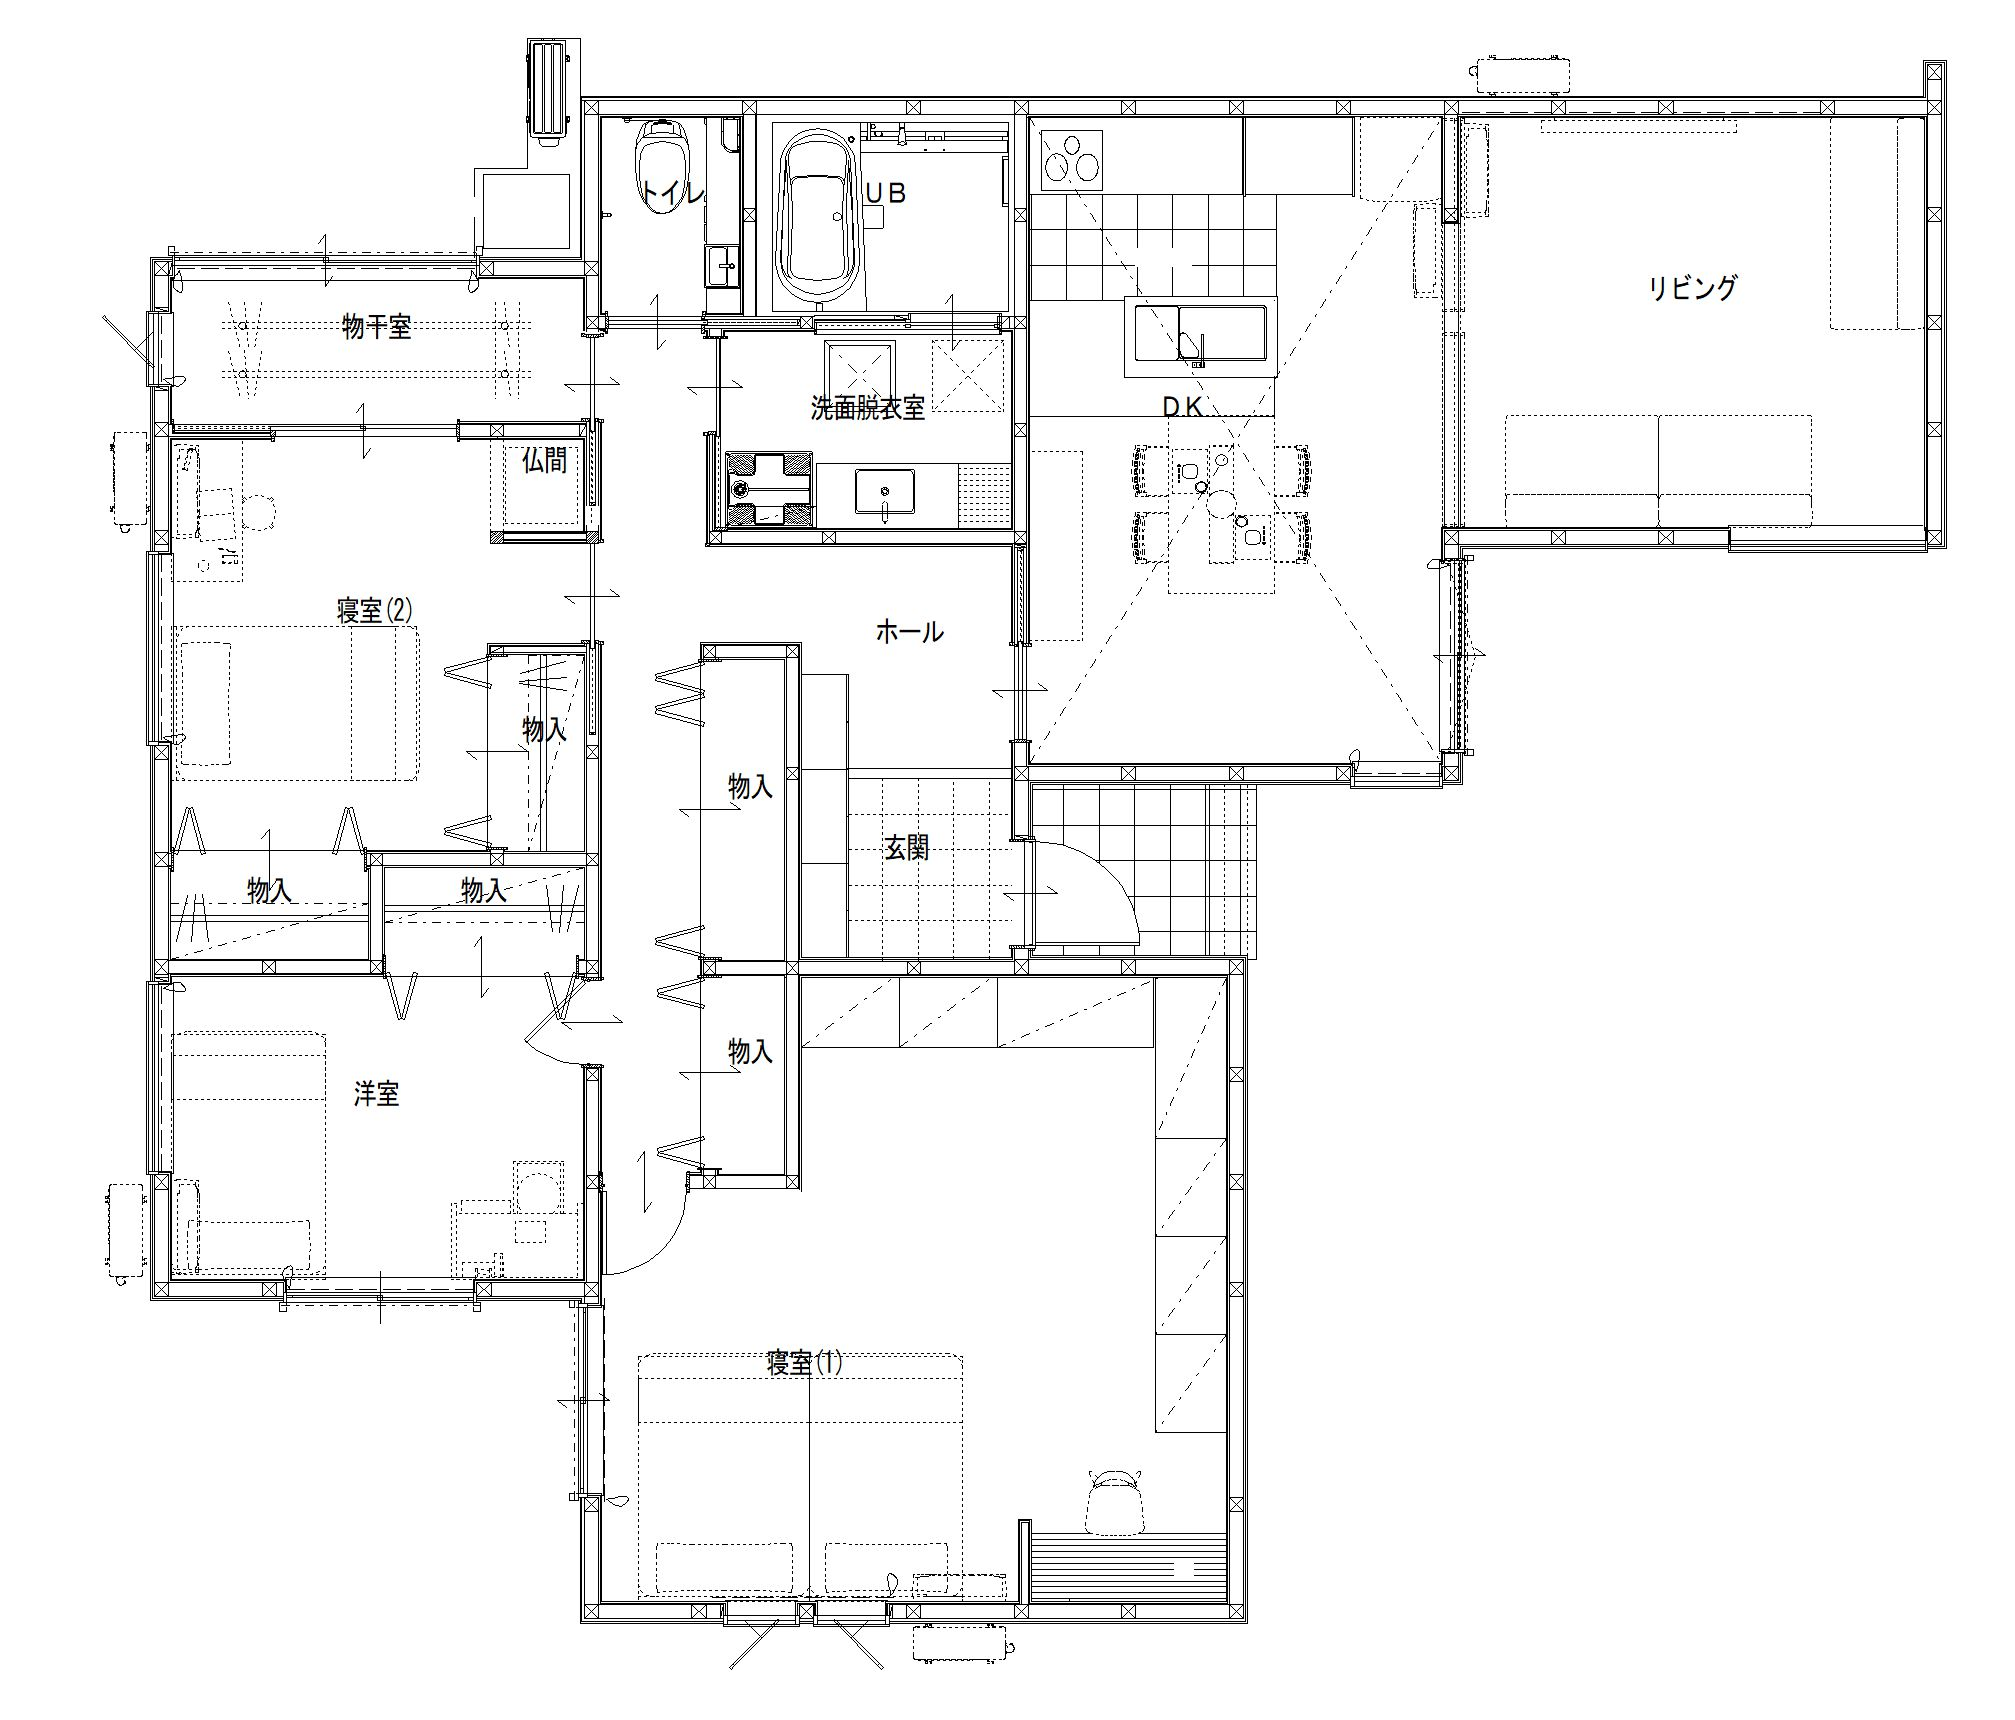 トイレ
UB
リビング
物干室
洗面脱衣室
DK
仏間
寝室(2)
ホール
物入
物入
玄関
物入
物入
物入
洋室
寝室(1)